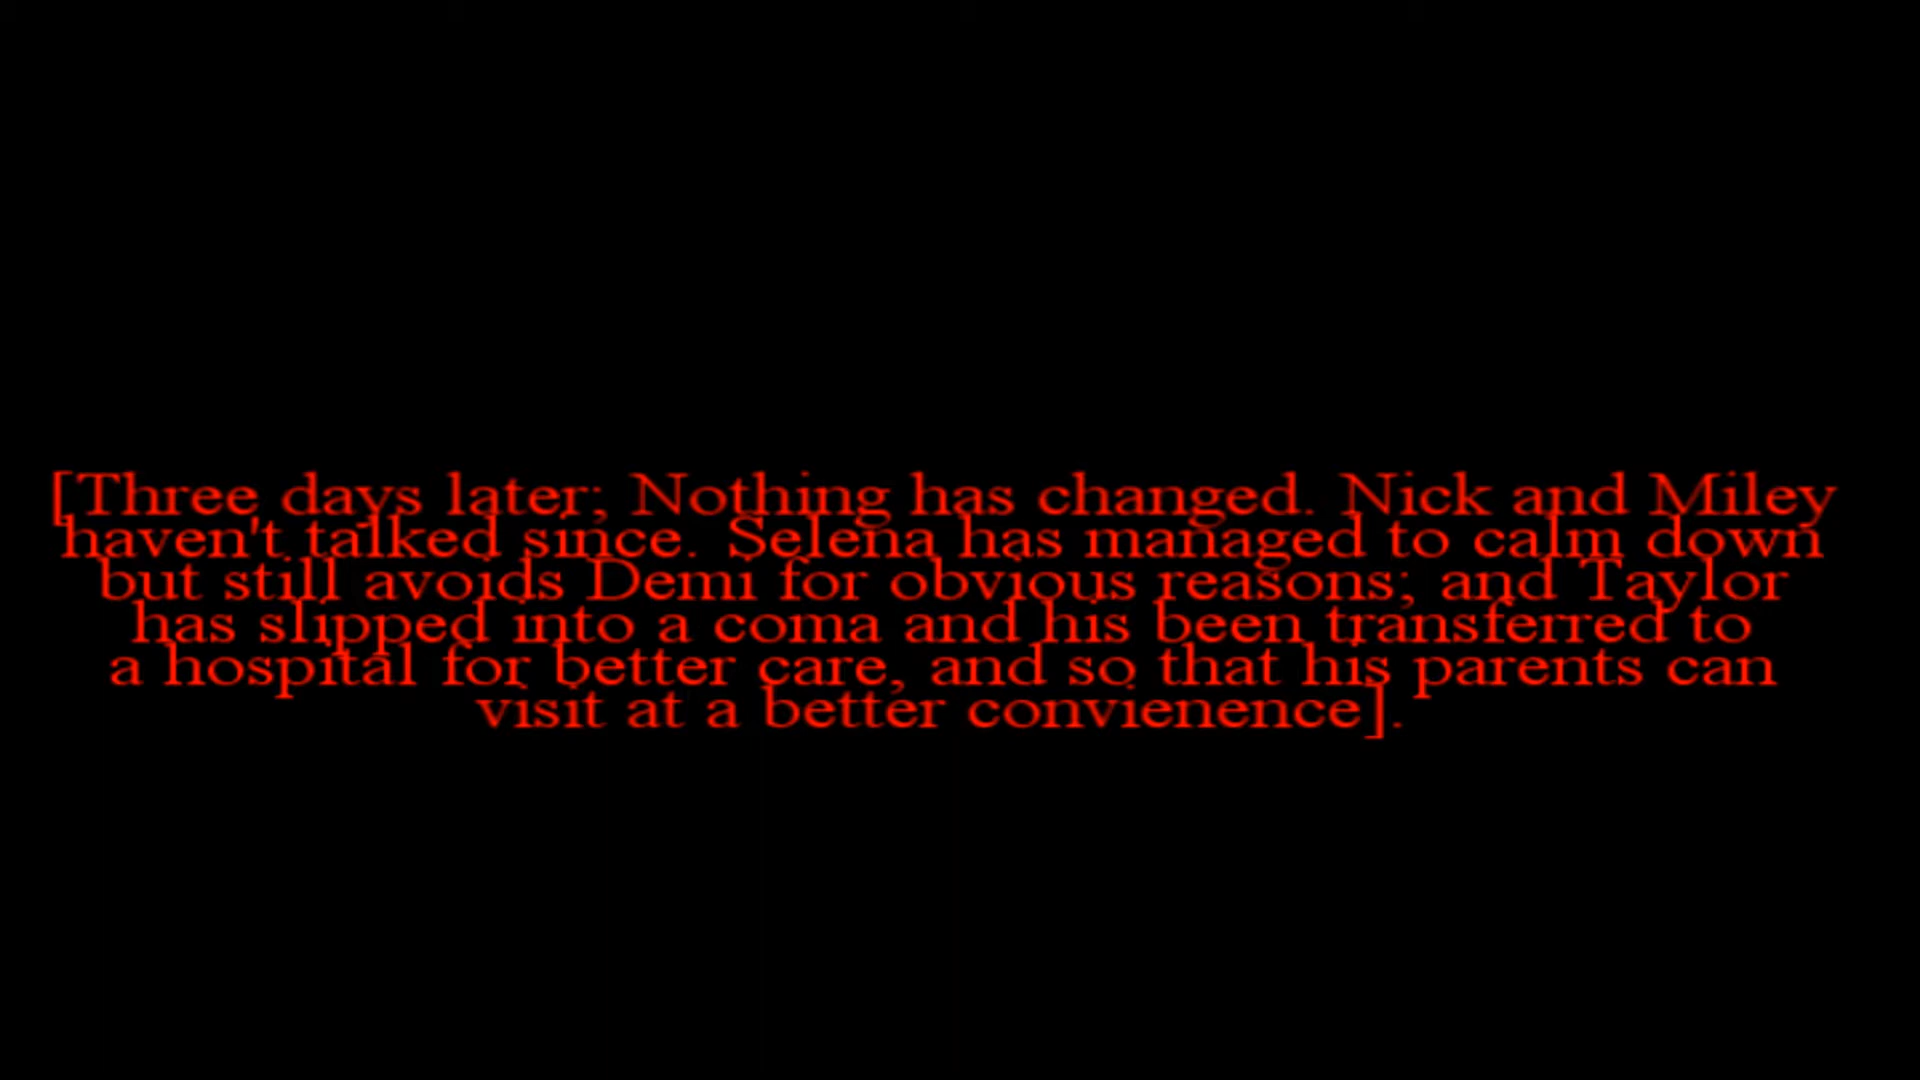 [Three days later; Nothing has changed. Nick and Miley
haven't talked since. Selena has managed to calm down
but still avoids Demi for obvious reasons; and Taylor
has slipped into a coma and his been transferred to
a hospital for better care, and so that his parents can
visit at a better convienence].